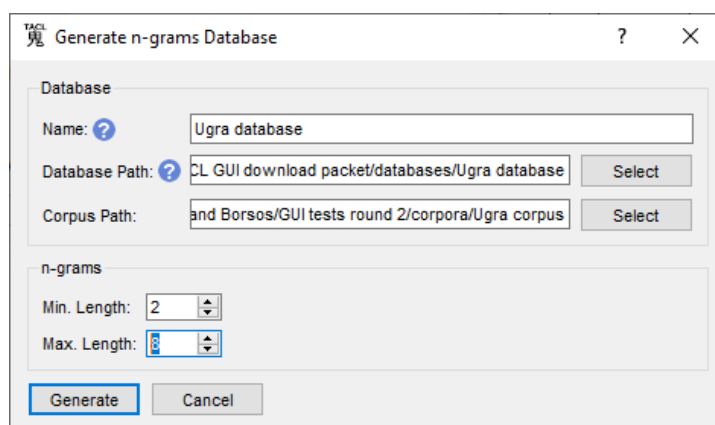 TACL
鬼 Generate n-grams Database ? ×
Database
Name: ? Ugra database
Database Path: ? CL GUI download packet/databases/Ugra database Select
Corpus Path: and Borsos/GUI tests round 2/corpora/Ugra corpus Select
n-grams
Min. Length: 2
Max. Length: 8
Generate Cancel